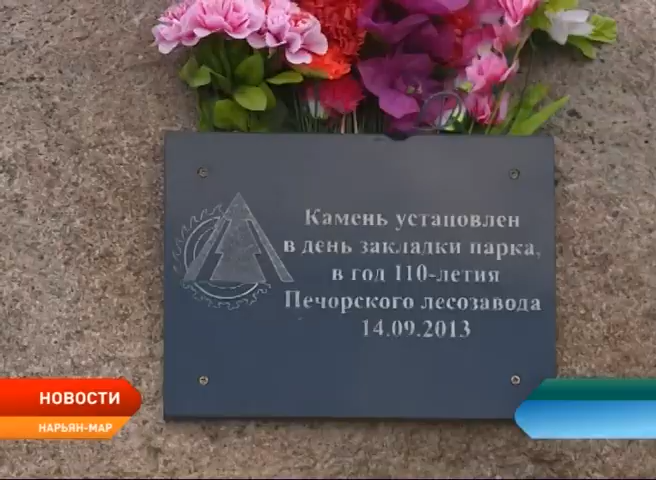 Камень установлен
в день закладки парка,
в год 110-летия
Печорского лесозавода
14.09.2013
НОВОСТИ
НАРЬЯН-МАР